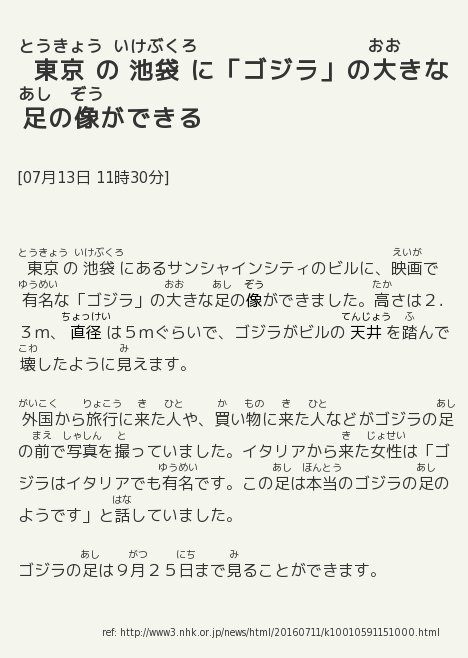 とうきょう いけぶくろ おお
東京 の 池袋 に「ゴジラ」の大きな
あし ぞう
足の像ができる
[07月13日 11時30分]
とうきょう いけぶくろ えいが
東京 の 池袋 にあるサンシャインシティのビルに、映画で
ゆうめい おお あし ぞう たか
有名な「ゴジラ」の大きな足の像ができました。高さは２．
ちょっけい てんじょう ふ
３ｍ、 直径 は５ｍぐらいで、ゴジラがビルの 天井 を踏んで
こわ み
壊したように見えます。
がいこく りょこう き ひと か もの き ひと あし
外国から旅行に来た人や、買い物に来た人などがゴジラの足
まえ しゃしん と き じょせい
の前で写真を撮っていました。イタリアから来た女性は「ゴ
ゆうめい あし ほんとう あし
ジラはイタリアでも有名です。この足は本当のゴジラの足の
はな
ようです」と話していました。
あし がつ にち み
ゴジラの足は９月２５日まで見ることができます。
ref: http://www3.nhk.or.jp/news/html/20160711/k10010591151000.html